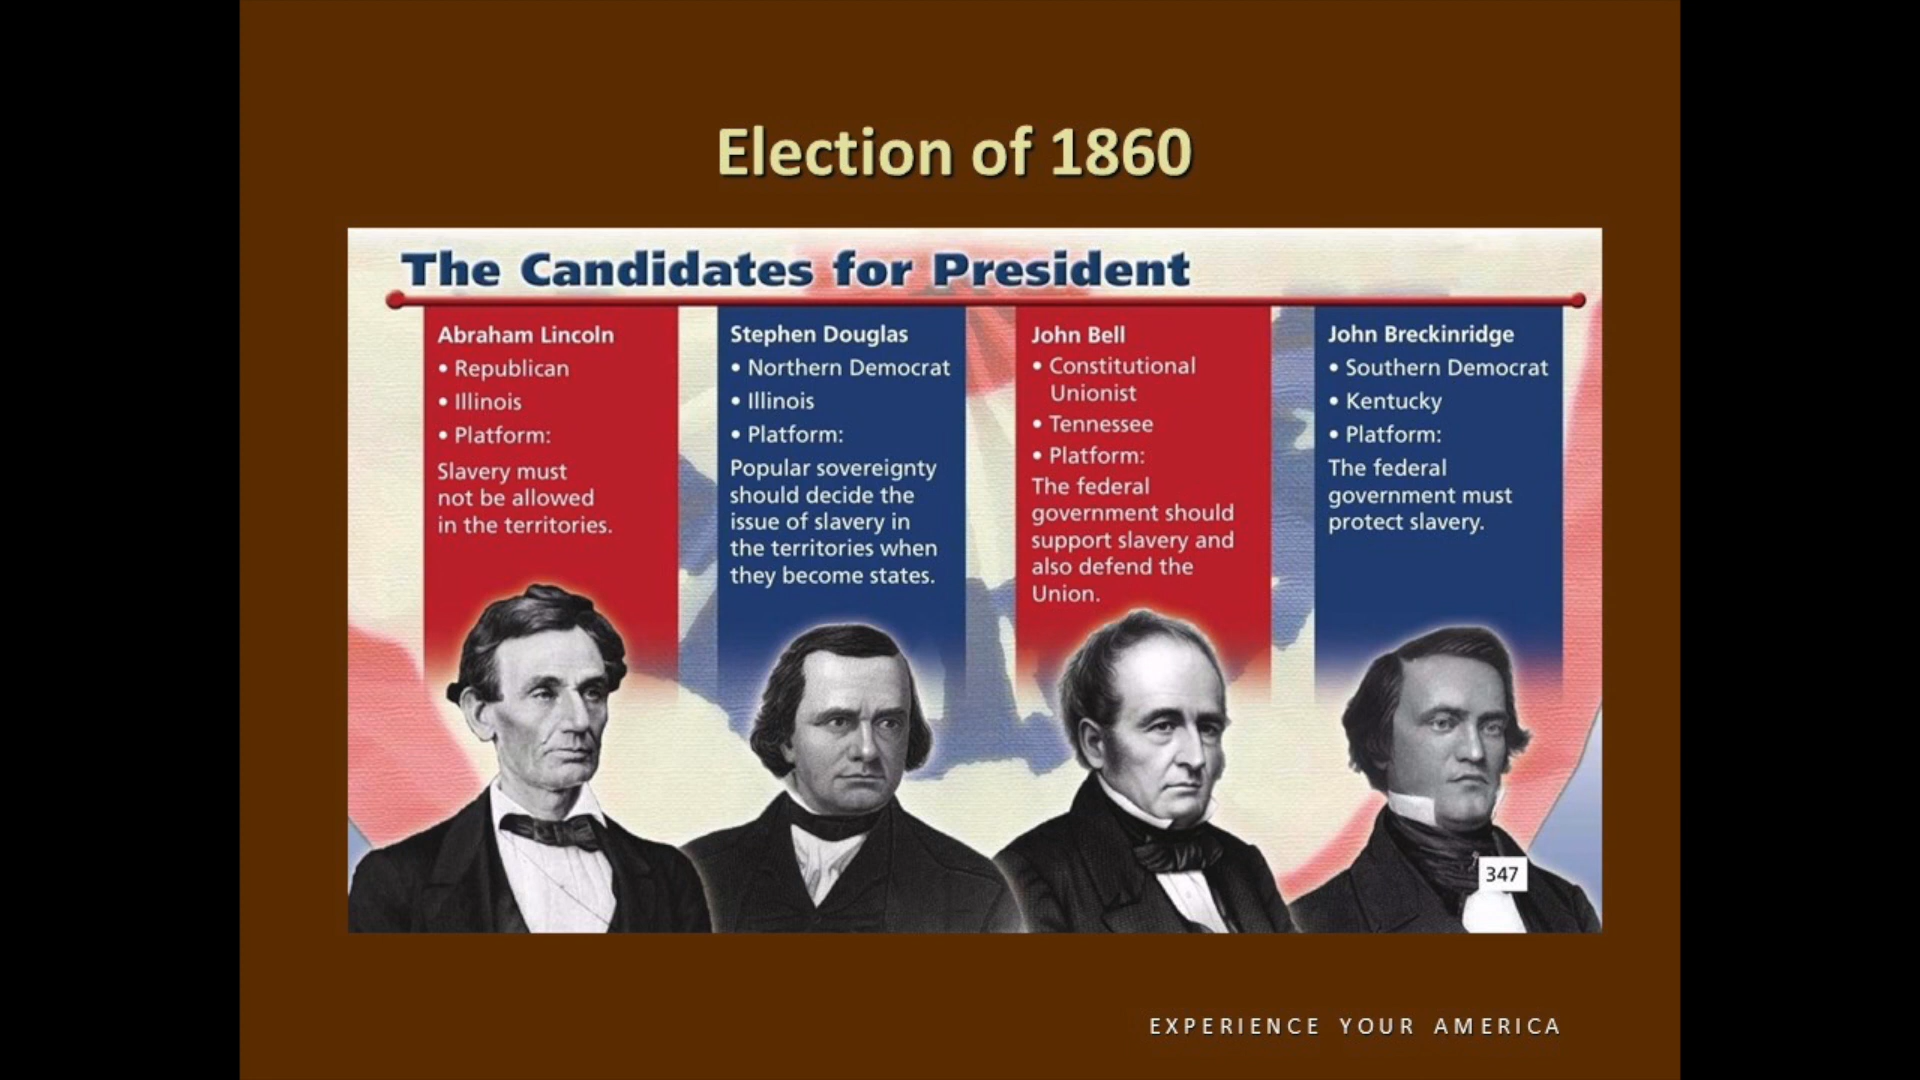 Election of 1860
The Candidates for President
Abraham Lincoln
• Republican
• Illinois
• Platform:
Slavery must
not be allowed
in the territories.
Stephen Douglas
• Northern Democrat
• Illinois
• Platform:
Popular sovereignty
should decide the
issue of slavery in
the territories when
they become states.
John Bell
• Constitutional
Unionist
• Tennessee
• Platform:
The federal
government should
support slavery and
also defend the
Union.
John Breckinridge
• Southern Democrat
• Kentucky
• Platform:
The federal
government must
protect slavery.
347
EXPERIENCE YOUR AMERICA